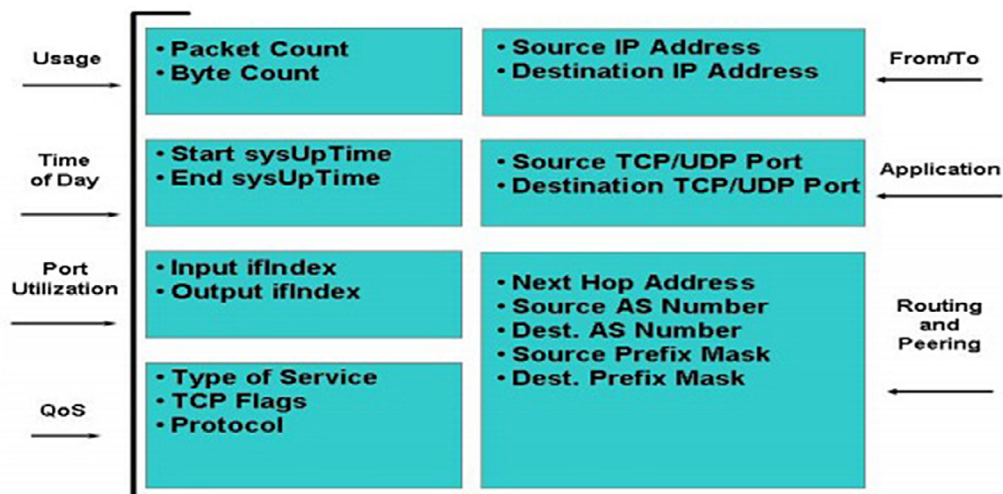 Usage
• Packet Count
• Byte Count
• Source IP Address
• Destination IP Address
From/To
Time
of Day
• Start sysUpTime
• End sysUpTime
• Source TCP/UDP Port
• Destination TCP/UDP Port
Application
Port
Utilization
• Input ifIndex
• Output ifIndex
• Next Hop Address
• Source AS Number
• Dest. AS Number
• Source Prefix Mask
• Dest. Prefix Mask
Routing
and
Peering
QoS
• Type of Service
• TCP Flags
• Protocol